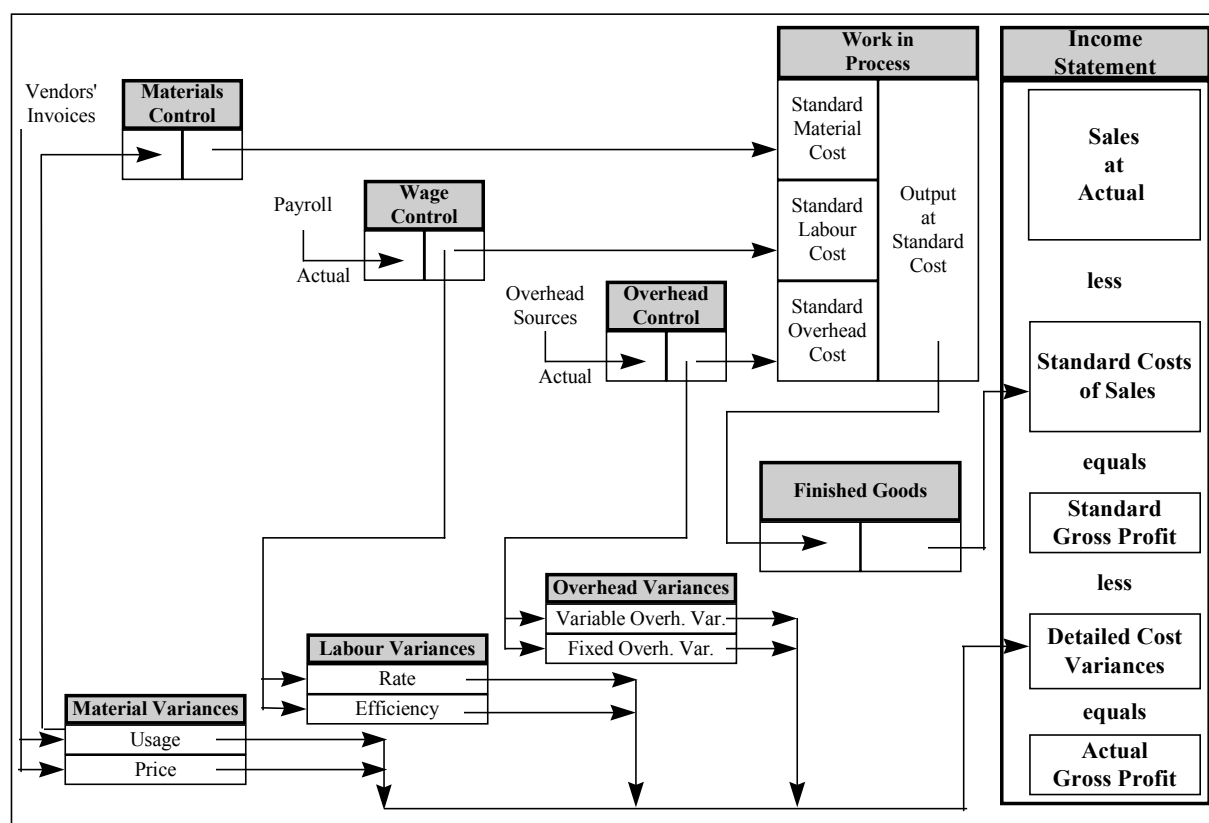 Work in
Process
Income
Statement
Vendors'
Invoices
Materials
Control
Standard
Material
Cost
Sales
at
Actual
Payroll
Wage
Control
Actual
Standard
Labour
Cost
Output
at
Standard
Cost
less
Overhead
Sources
Overhead
Control
Actual
Standard
Overhead
Cost
Standard Costs
of Sales
equals
Finished Goods
Standard
Gross Profit
less
Overhead Variances
Variable Overh. Var.
Fixed Overh. Var.
Detailed Cost
Variances
Labour Variances
Rate
Efficiency
equals
Material Variances
Usage
Price
Actual
Gross Profit